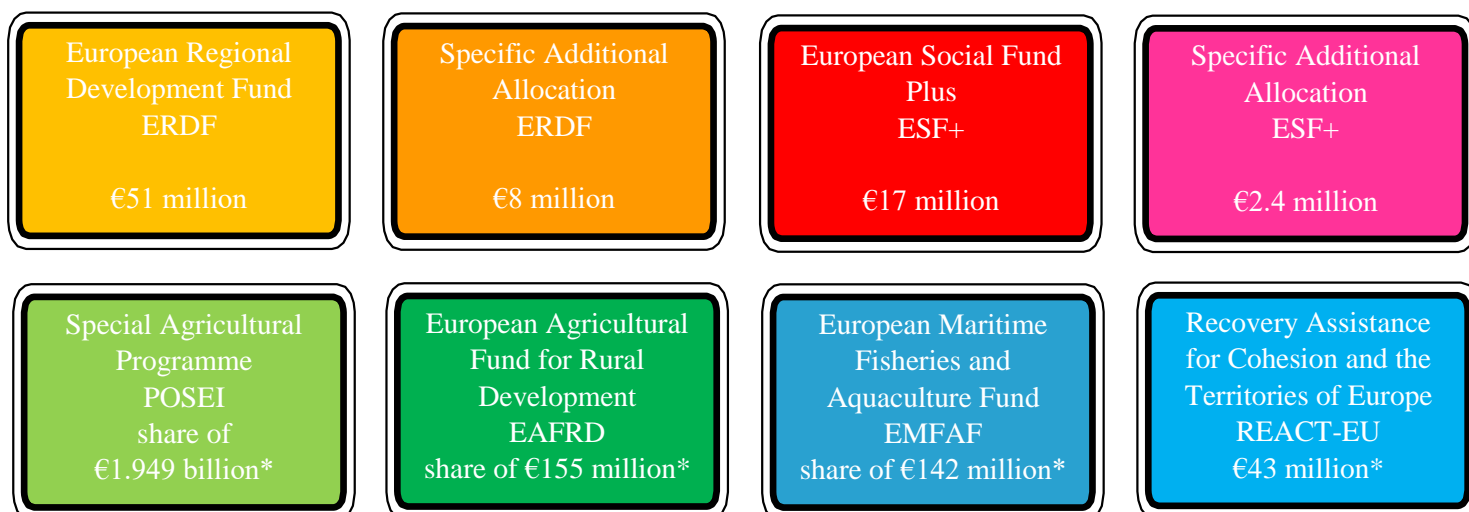 European Regional
Development Fund
ERDF
€51 million
Specific Additional
Allocation
ERDF
€8 million
European Social Fund
Plus
ESF+
€17 million
Specific Additional
Allocation
ESF+
€2.4 million
Special Agricultural
Programme
POSEI
share of
€1.949 billion*
European Agricultural
Fund for Rural
Development
EAFRD
share of €155 million*
European Maritime
Fisheries and
Aquaculture Fund
EMFAF
share of €142 million*
Recovery Assistance
for Cohesion and the
Territories of Europe
REACT-EU
€43 million*